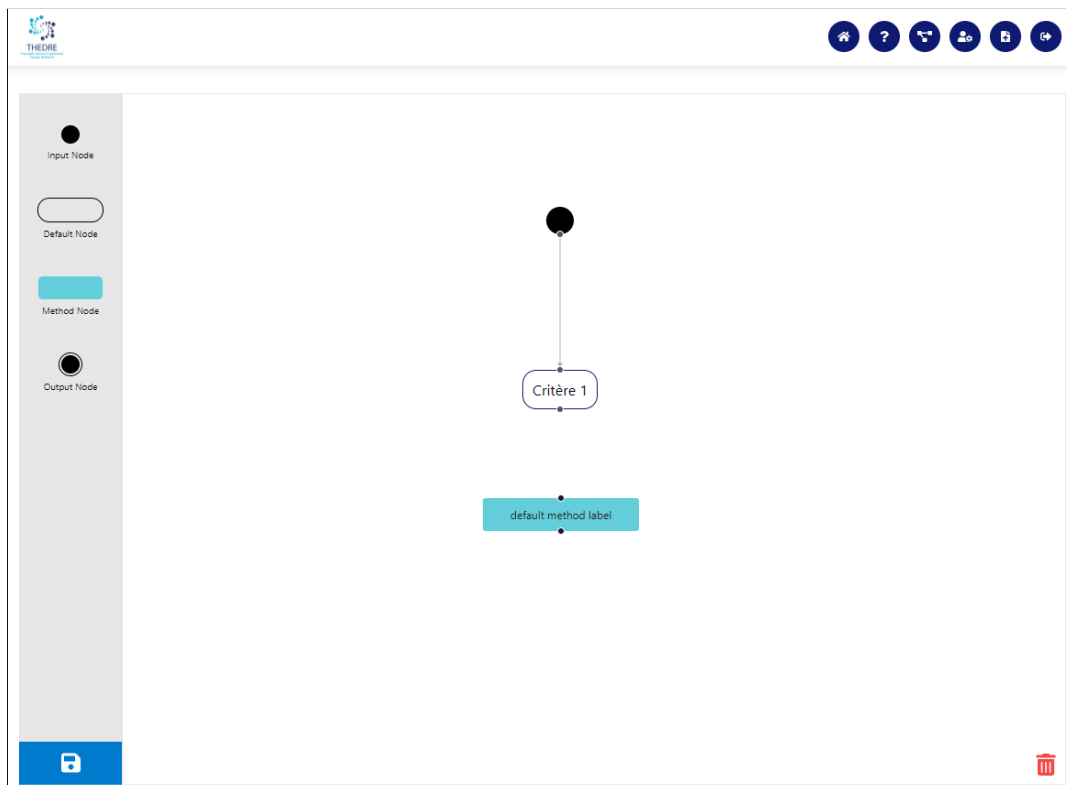 THEDRE
?
Input Node
Default Node
Method Node
Output Node
Critère 1
default method label